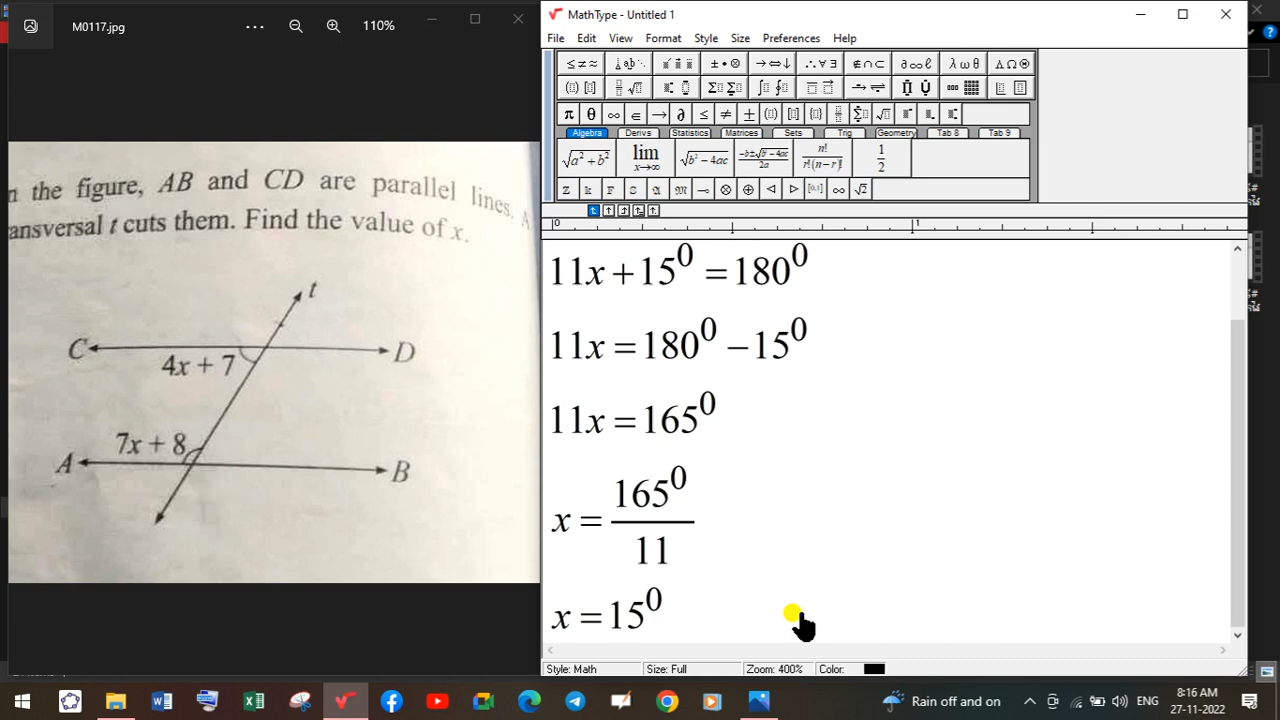 M0117.jpg
110%
MathType - Untitled 1
File Edit View Format Style Size Preferences Help
Algebra Derivs Statistics Matrices Sets Trig Geometry Tab 8 Tab 9
n the figure, AB and CD are parallel lines. A
ansversal t cuts them. Find the value of x.
t
C
D
4x + 7
7x + 8
A
B
11x + 15⁰ = 180⁰
11x = 180⁰ − 15⁰
11x = 165⁰
x = 165⁰ / 11
x = 15⁰
Style: Math Size: Full Zoom: 400% Color:
Rain off and on
ENG
8:16 AM
27-11-2022